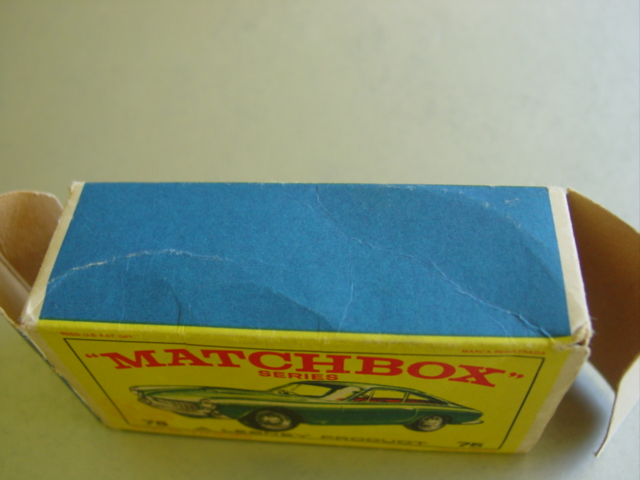 "MATCHBOX"
SERIES
75 A LESNEY PRODUCT 75